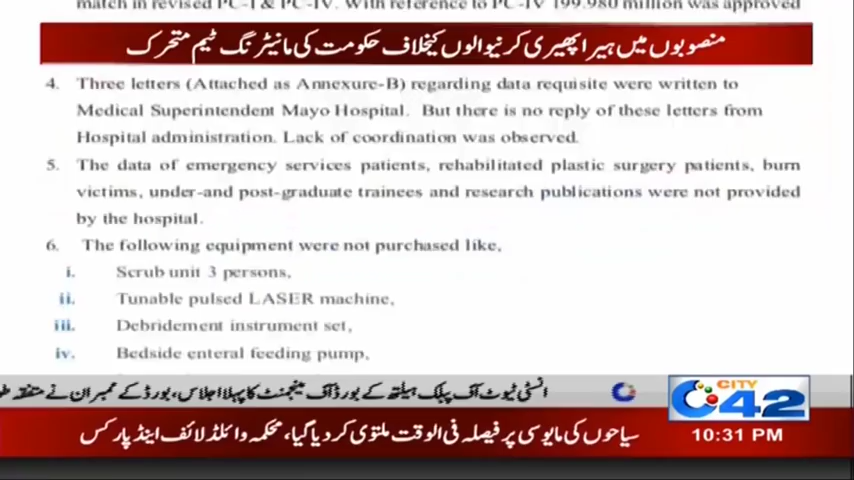 match in revised PC-I & PC-IV. With reference to PC-IV 199.980 million was approved
منصوبوں میں ہیرا پھیری کرنیوالوں کیخلاف حکومت کی مانیٹرنگ ٹیم متحرک
4. Three letters (Attached as Annexure-B) regarding data requisite were written to
Medical Superintendent Mayo Hospital. But there is no reply of these letters from
Hospital administration. Lack of coordination was observed.
5. The data of emergency services patients, rehabilitated plastic surgery patients, burn
victims, under-and post-graduate trainees and research publications were not provided
by the hospital.
6. The following equipment were not purchased like,
i. Scrub unit 3 persons,
ii. Tunable pulsed LASER machine,
iii. Debridement instrument set,
iv. Bedside enteral feeding pump,
انسٹی ٹیوٹ آف پبلک ہیلتھ کے بورڈ آف مینجمنٹ کا پہلا اجلاس، بورڈ کے ممبران نے متفقہ طو
CITY
42
سیاحوں کی مایوسی پر فیصلہ فی الوقت ملتوی کر دیا گیا، محکمہ وائلڈ لائف اینڈ پارکس
10:31 PM